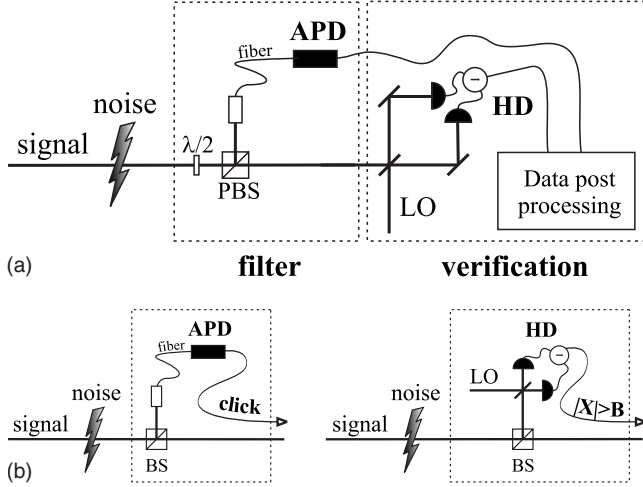 APD
fiber
noise
HD
signal
λ/2
PBS
LO
Data post
processing
(a)
filter
verification
APD
fiber
noise
click
signal
BS
HD
LO
noise
|X|>B
signal
BS
(b)